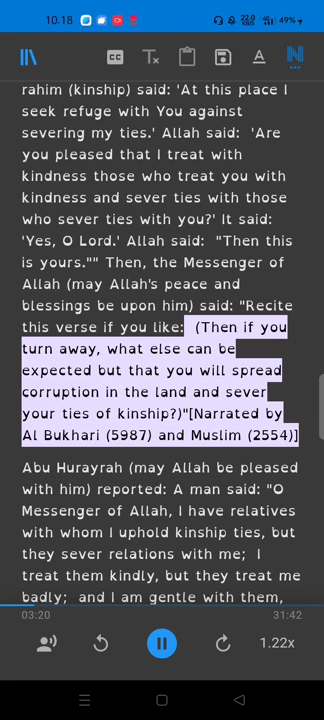 10.18
22.0 KB/s
4G
49%
CC
T
A
N
rahim (kinship) said: 'At this place I
seek refuge with You against
severing my ties.' Allah said:  'Are
you pleased that I treat with
kindness those who treat you with
kindness and sever ties with those
who sever ties with you?' It said:
'Yes, O Lord.' Allah said:  "Then this
is yours."" Then, the Messenger of
Allah (may Allah's peace and
blessings be upon him) said: "Recite
this verse if you like:  (Then if you
turn away, what else can be
expected but that you will spread
corruption in the land and sever
your ties of kinship?)"[Narrated by
Al Bukhari (5987) and Muslim (2554)]
Abu Hurayrah (may Allah be pleased
with him) reported: A man said: "O
Messenger of Allah, I have relatives
with whom I uphold kinship ties, but
they sever relations with me;  I
treat them kindly, but they treat me
badly;  and I am gentle with them,
03:20
31:42
1.22x